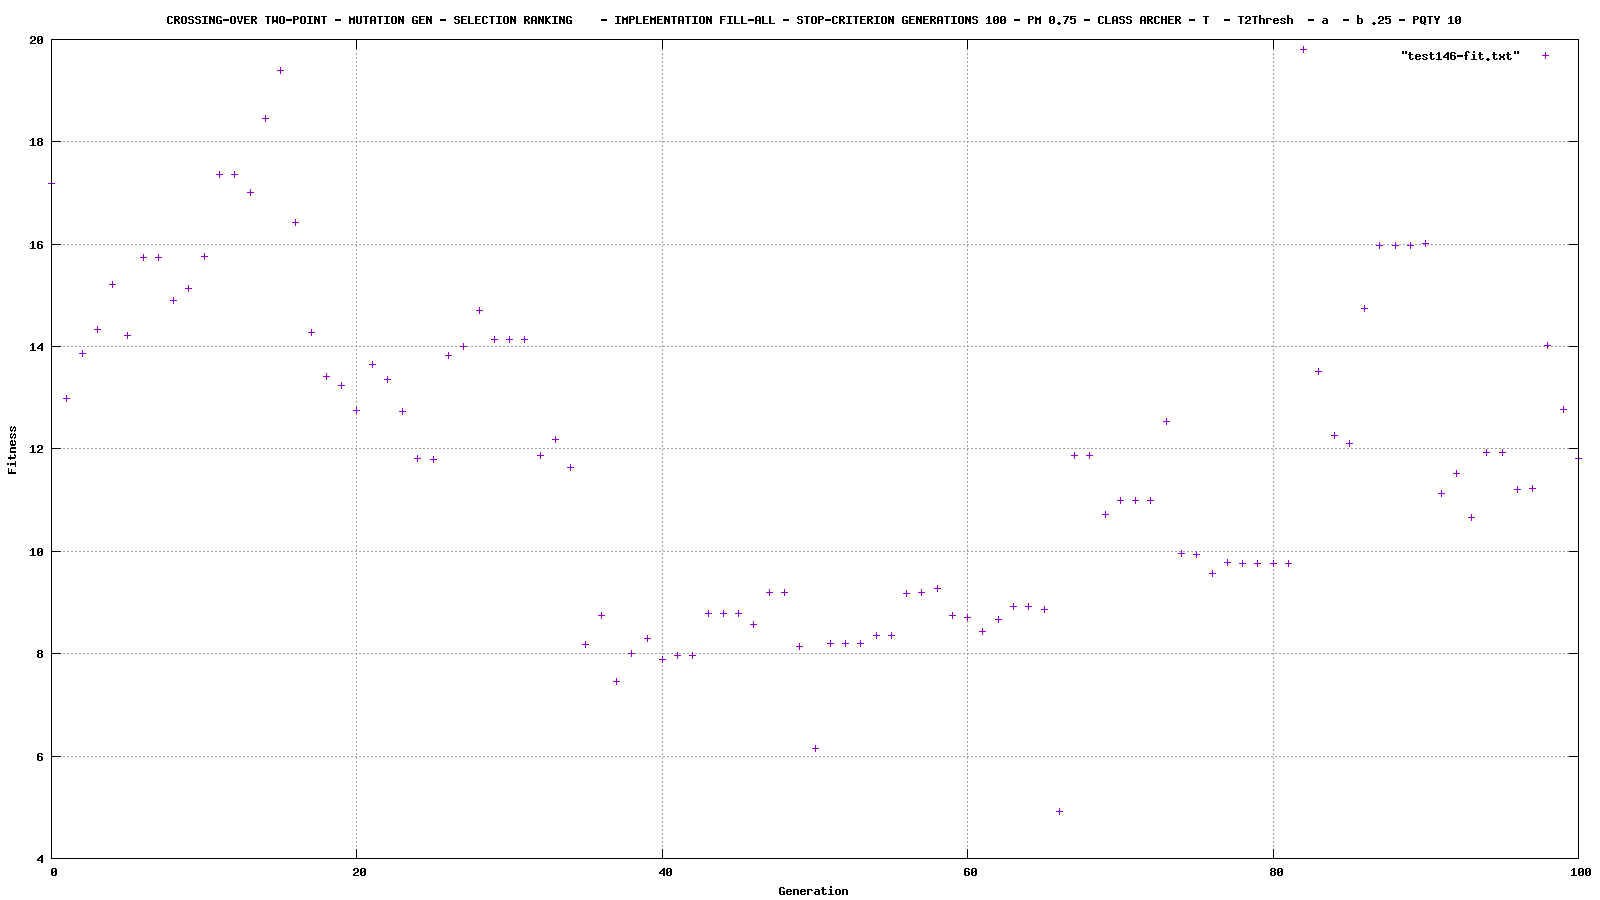 CROSSING-OVER TWO-POINT - MUTATION GEN - SELECTION RANKING    - IMPLEMENTATION FILL-ALL - STOP-CRITERION GENERATIONS 100 - PM 0.75 - CLASS ARCHER - T  - T2Thresh  - a  - b .25 - PQTY 10
"test146-fit.txt"
20
18
16
14
12
10
8
6
4
Fitness
0 20 40 60 80 100
Generation